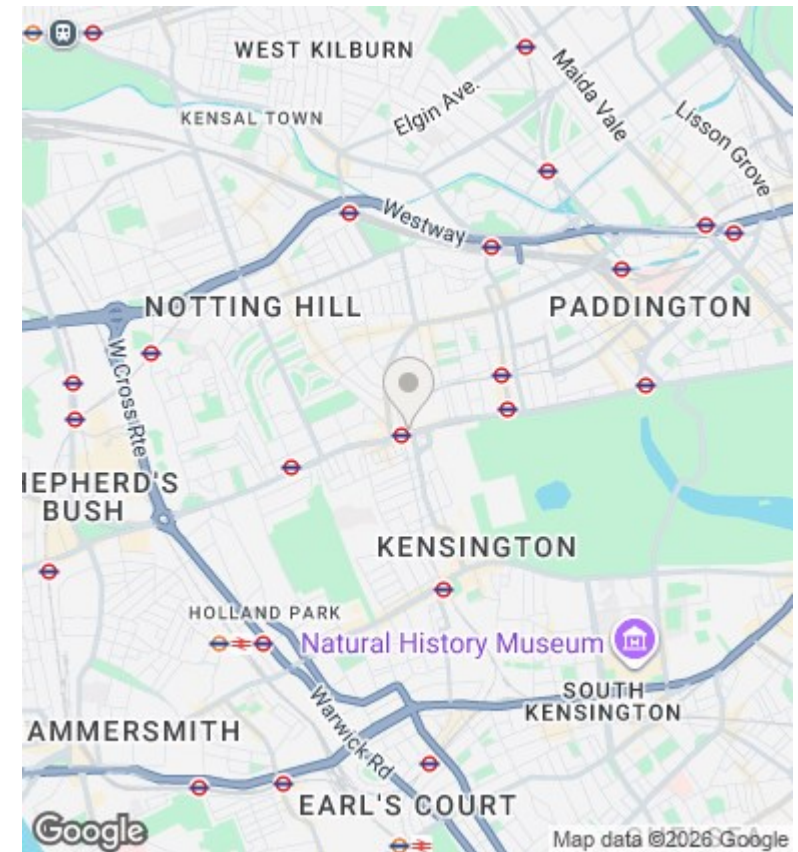 WEST KILBURN
Maida Vale
KENSAL TOWN
Elgin Ave.
Lisson Grove
Westway
NOTTING HILL
PADDINGTON
W Cross Rte
HEPHERD'S
BUSH
KENSINGTON
HOLLAND PARK
Natural History Museum
SOUTH
KENSINGTON
AMMERSMITH
Warwick Rd
EARL'S COURT
Google
Map data ©2026 Google